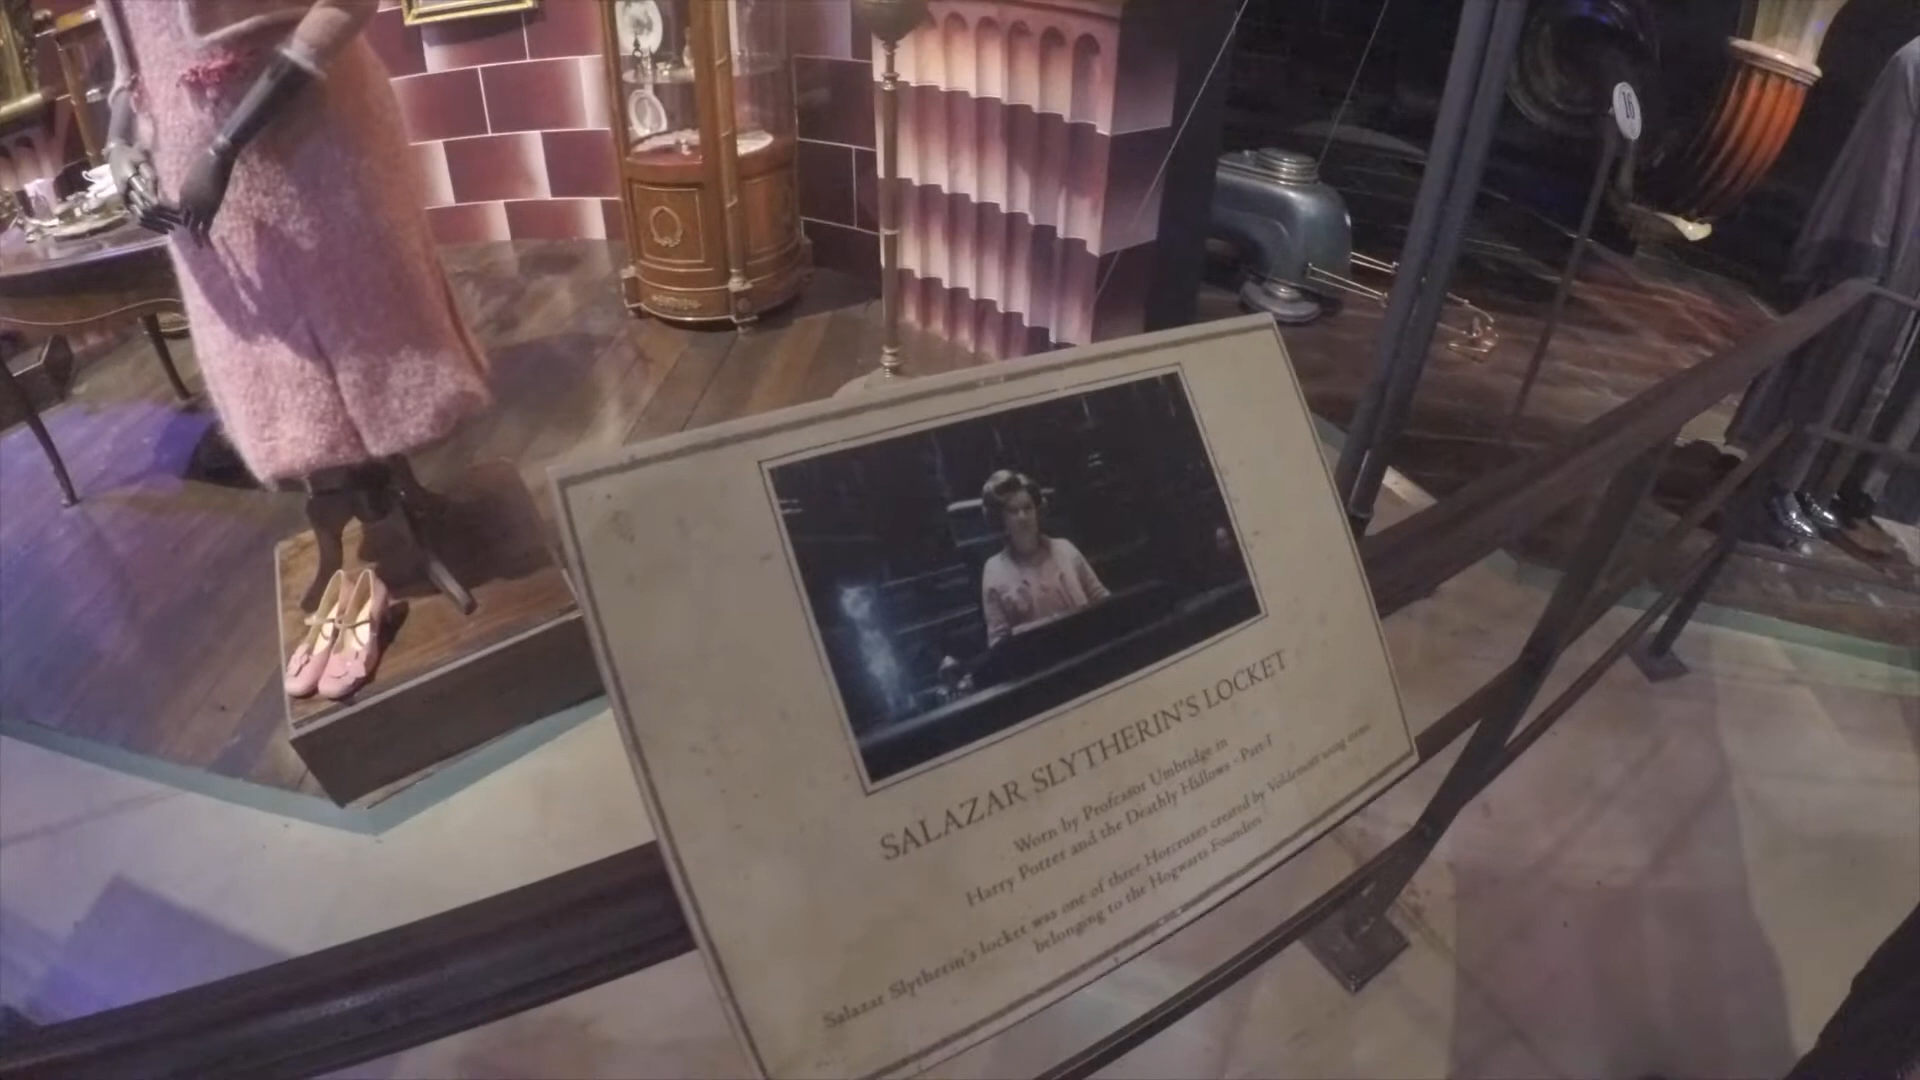 16
SALAZAR SLYTHERIN'S LOCKET
Worn by Professor Umbridge in
Harry Potter and the Deathly Hallows - Part 1
Salazar Slytherin's locket was one of three Horcruxes created by Voldemort using items
belonging to the Hogwarts Founders